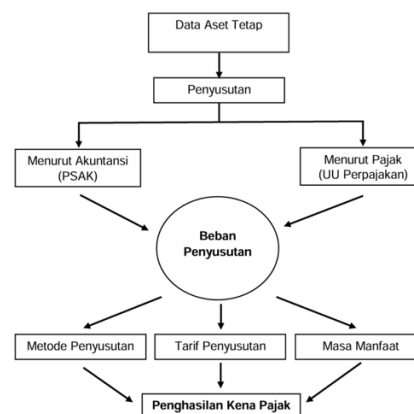 Data Aset Tetap
Penyusutan
Menurut Akuntansi
(PSAK)
Menurut Pajak
(UU Perpajakan)
Beban
Penyusutan
Metode Penyusutan
Tarif Penyusutan
Masa Manfaat
Penghasilan Kena Pajak